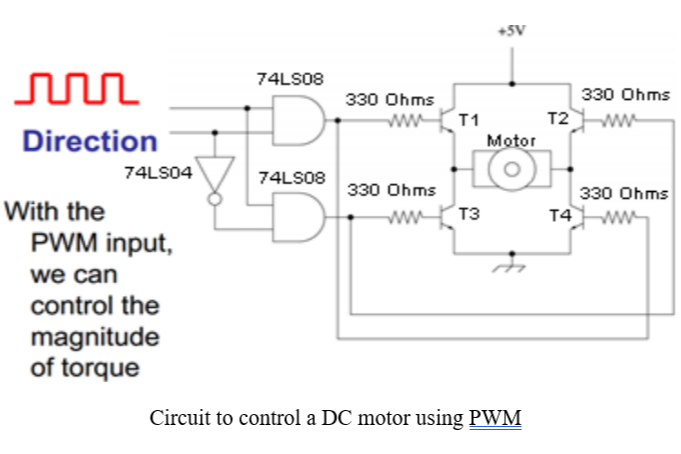 +5V
74LS08
330 Ohms
330 Ohms
T1
T2
Direction
Motor
74LS04
74LS08
330 Ohms
330 Ohms
With the
T3
T4
PWM input,
we can
control the
magnitude
of torque
Circuit to control a DC motor using PWM